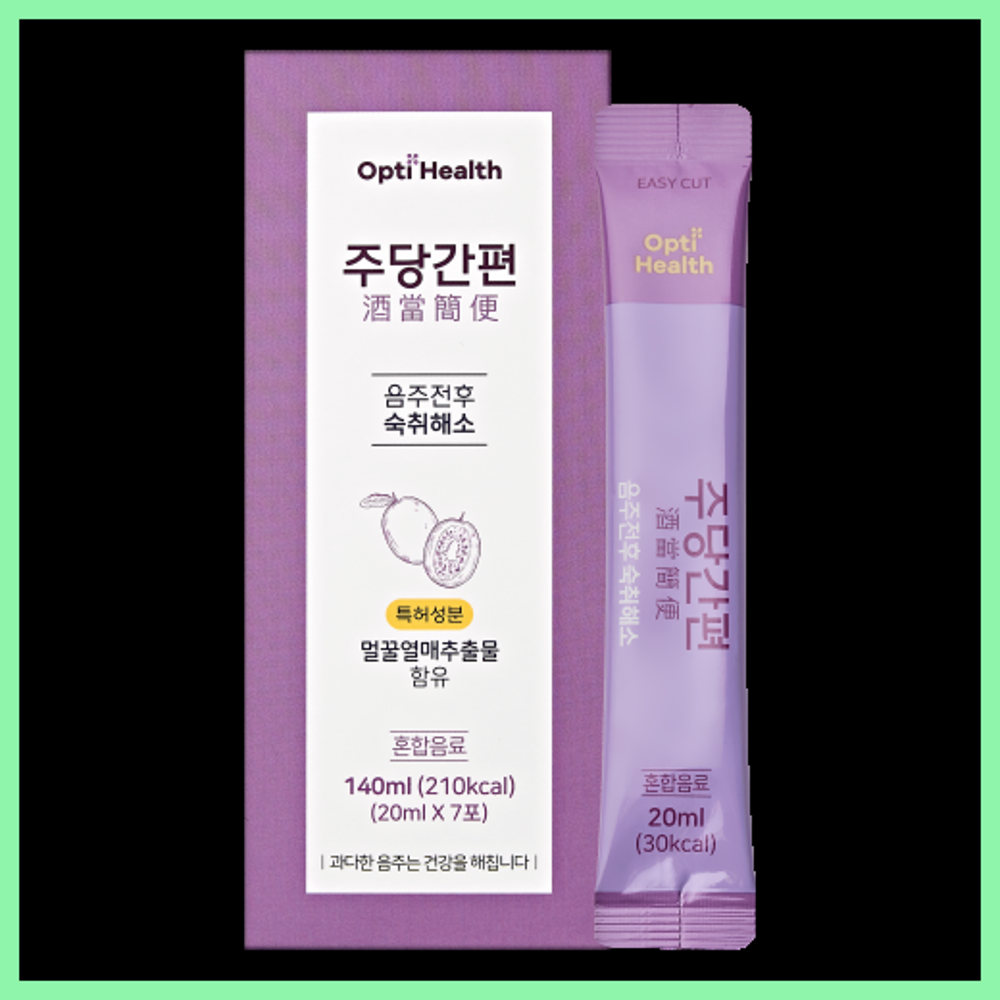 Opti Health
주당간편
酒當簡便
음주전후
숙취해소
특허성분
멀꿀열매추출물
함유
혼합음료
140ml (210kcal)
(20ml X 7포)
| 과다한 음주는 건강을 해칩니다 |
EASY CUT
Opti
Health
주당간편
酒當簡便
음주전후 숙취해소
혼합음료
20ml
(30kcal)